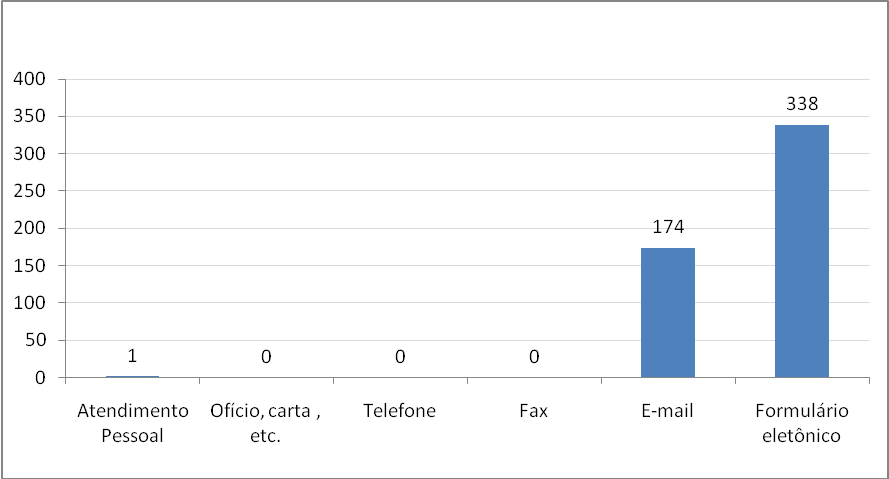 400
350
300
250
200
150
100
50
0
1
0
0
0
174
338
Atendimento
Pessoal
Ofício, carta ,
etc.
Telefone
Fax
E-mail
Formulário
eletônico